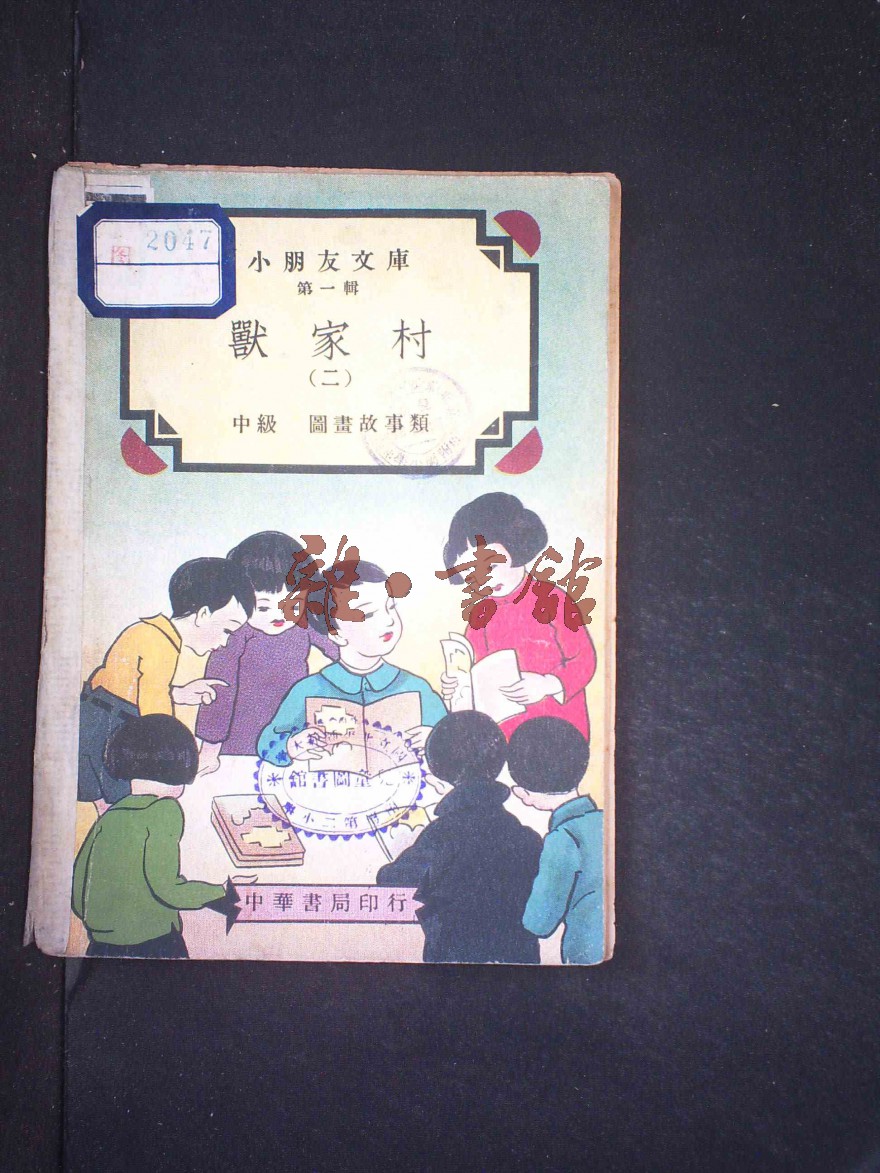 图 2047
小朋友文庫
第一輯
獸家村
(二)
中級 圖畫故事類
雜·書館
中華書局印行